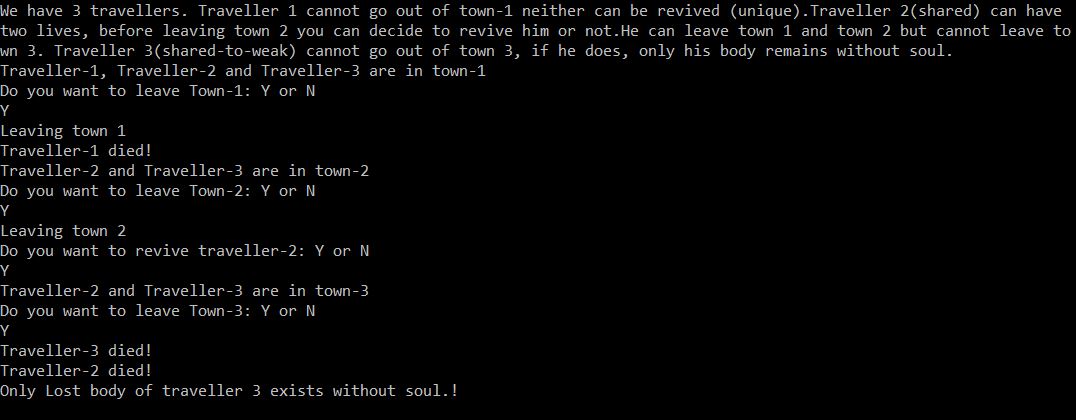 We have 3 travellers. Traveller 1 cannot go out of town-1 neither can be revived (unique).Traveller 2(shared) can have
two lives, before leaving town 2 you can decide to revive him or not.He can leave town 1 and town 2 but cannot leave to
wn 3. Traveller 3(shared-to-weak) cannot go out of town 3, if he does, only his body remains without soul.
Traveller-1, Traveller-2 and Traveller-3 are in town-1
Do you want to leave Town-1: Y or N
Y
Leaving town 1
Traveller-1 died!
Traveller-2 and Traveller-3 are in town-2
Do you want to leave Town-2: Y or N
Y
Leaving town 2
Do you want to revive traveller-2: Y or N
Y
Traveller-2 and Traveller-3 are in town-3
Do you want to leave Town-3: Y or N
Y
Traveller-3 died!
Traveller-2 died!
Only Lost body of traveller 3 exists without soul.!